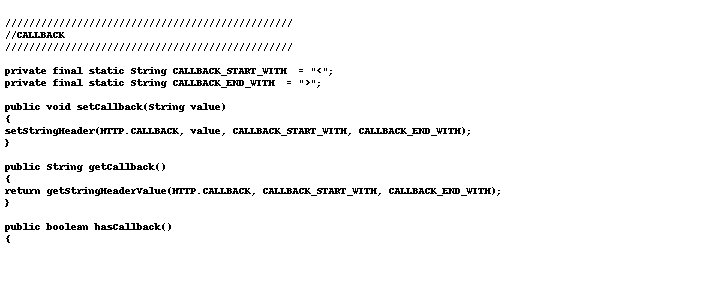 ////////////////////////////////////////////////
//CALLBACK
////////////////////////////////////////////////
private final static String CALLBACK_START_WITH  = "<";
private final static String CALLBACK_END_WITH  = ">";
public void setCallback(String value)
{
setStringHeader(HTTP.CALLBACK, value, CALLBACK_START_WITH, CALLBACK_END_WITH);
}
public String getCallback()
{
return getStringHeaderValue(HTTP.CALLBACK, CALLBACK_START_WITH, CALLBACK_END_WITH);
}
public boolean hasCallback()
{